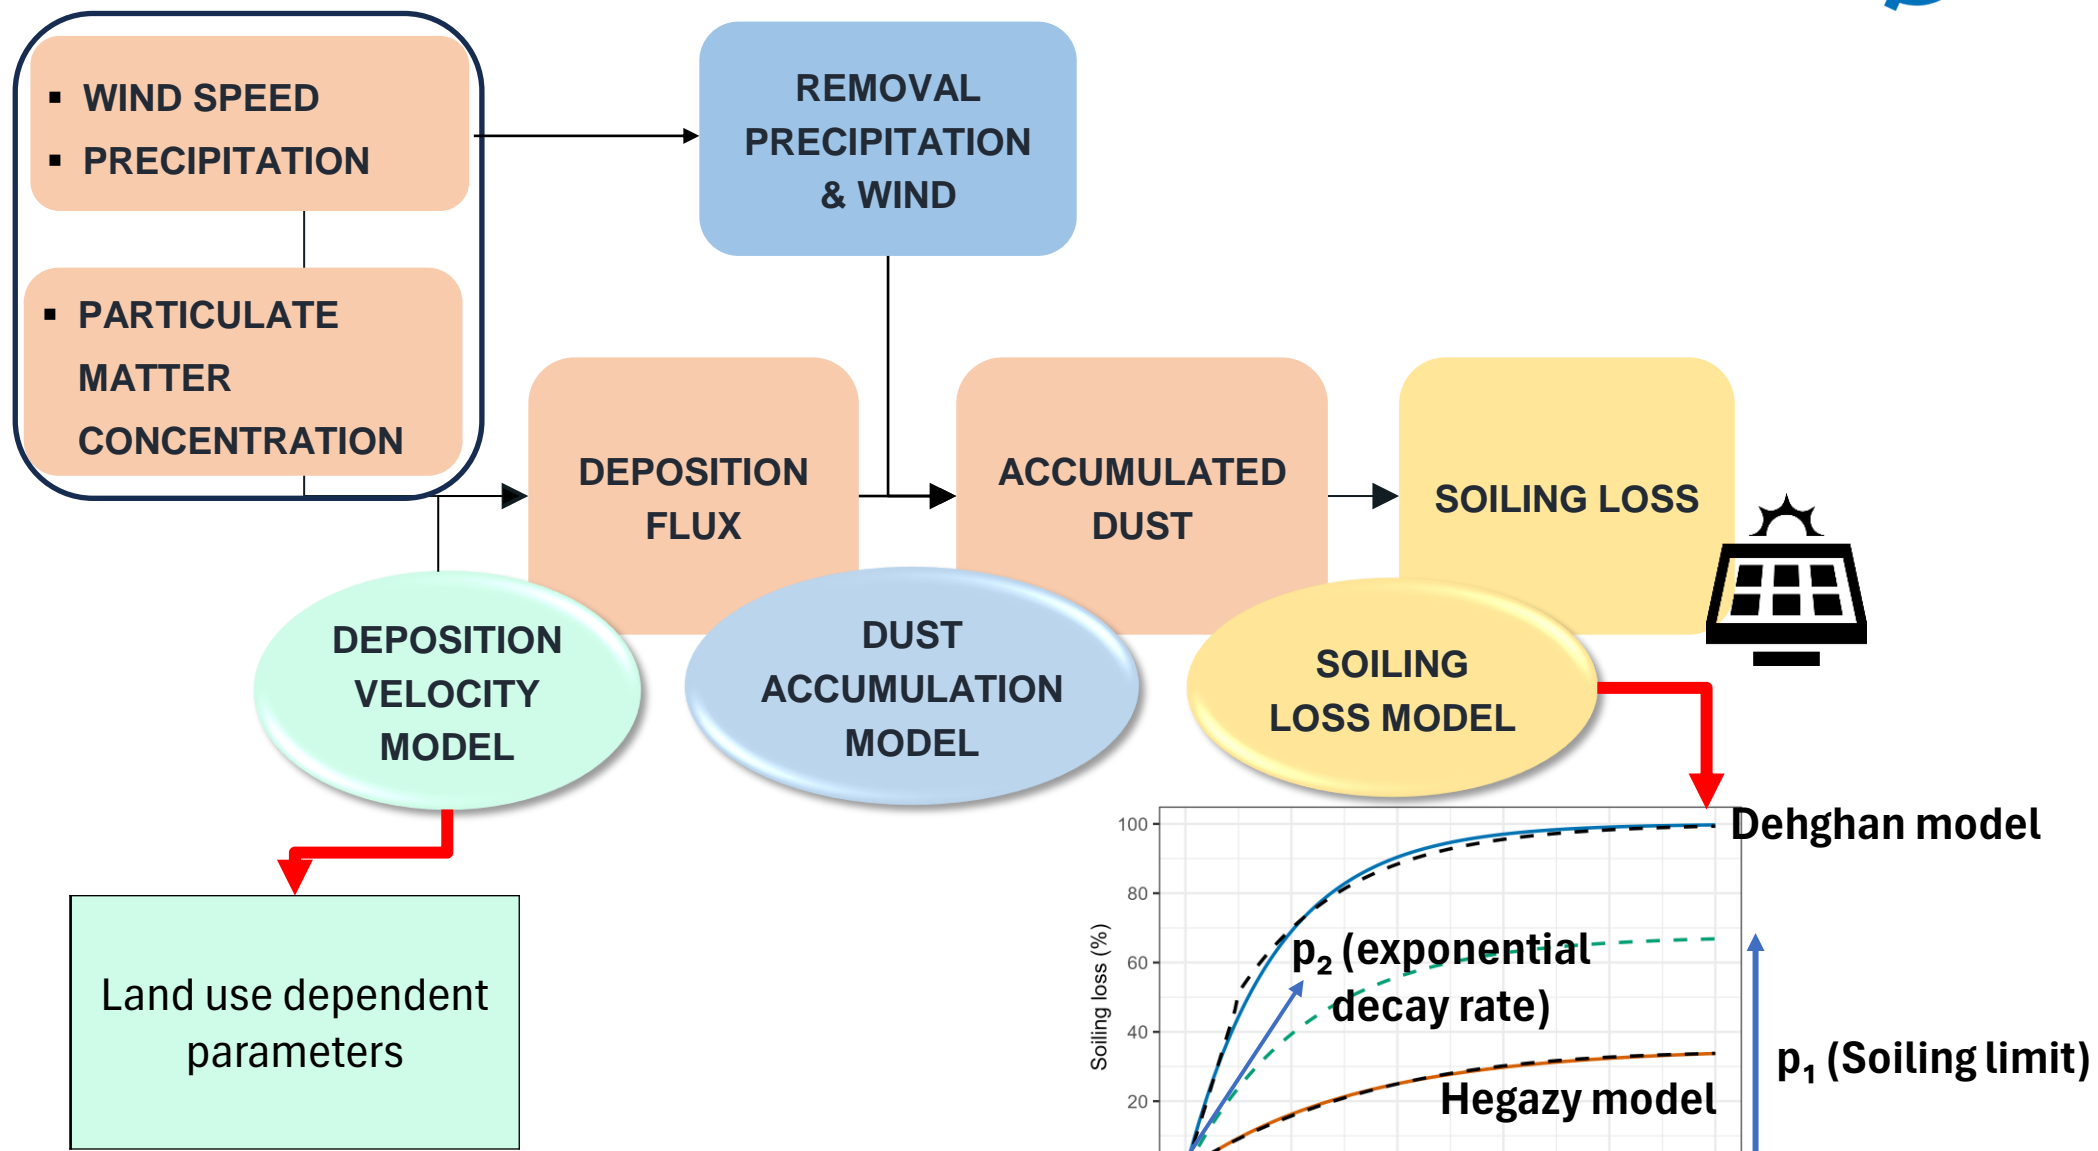 ▪ WIND SPEED
▪ PRECIPITATION
REMOVAL
PRECIPITATION
& WIND
▪ PARTICULATE
MATTER
CONCENTRATION
DEPOSITION
FLUX
ACCUMULATED
DUST
SOILING LOSS
DEPOSITION
VELOCITY
MODEL
DUST
ACCUMULATION
MODEL
SOILING
LOSS MODEL
Land use dependent
parameters
Soiling loss (%)
100
80
60
40
20
Dehghan model
p₂ (exponential
decay rate)
p₁ (Soiling limit)
Hegazy model